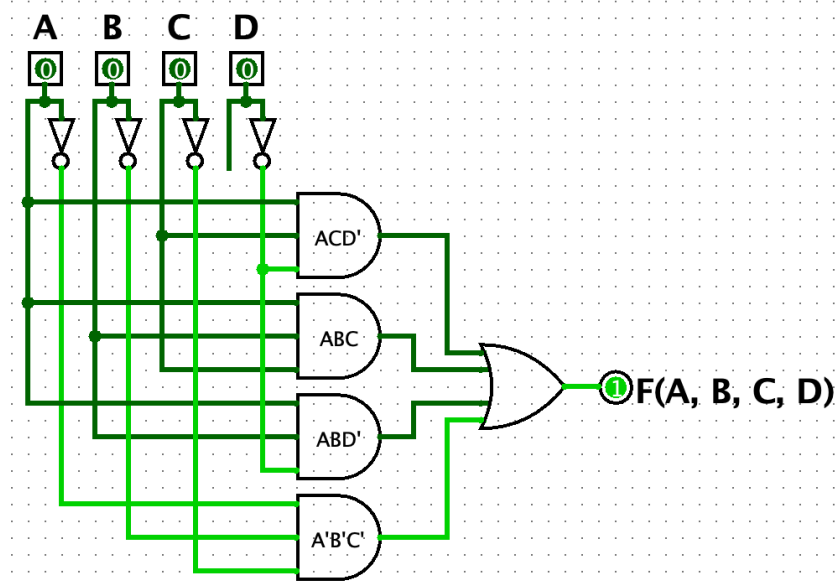 A B C D
0 0 0 0
ACD'
ABC
1 F(A, B, C, D)
ABD'
A'B'C'